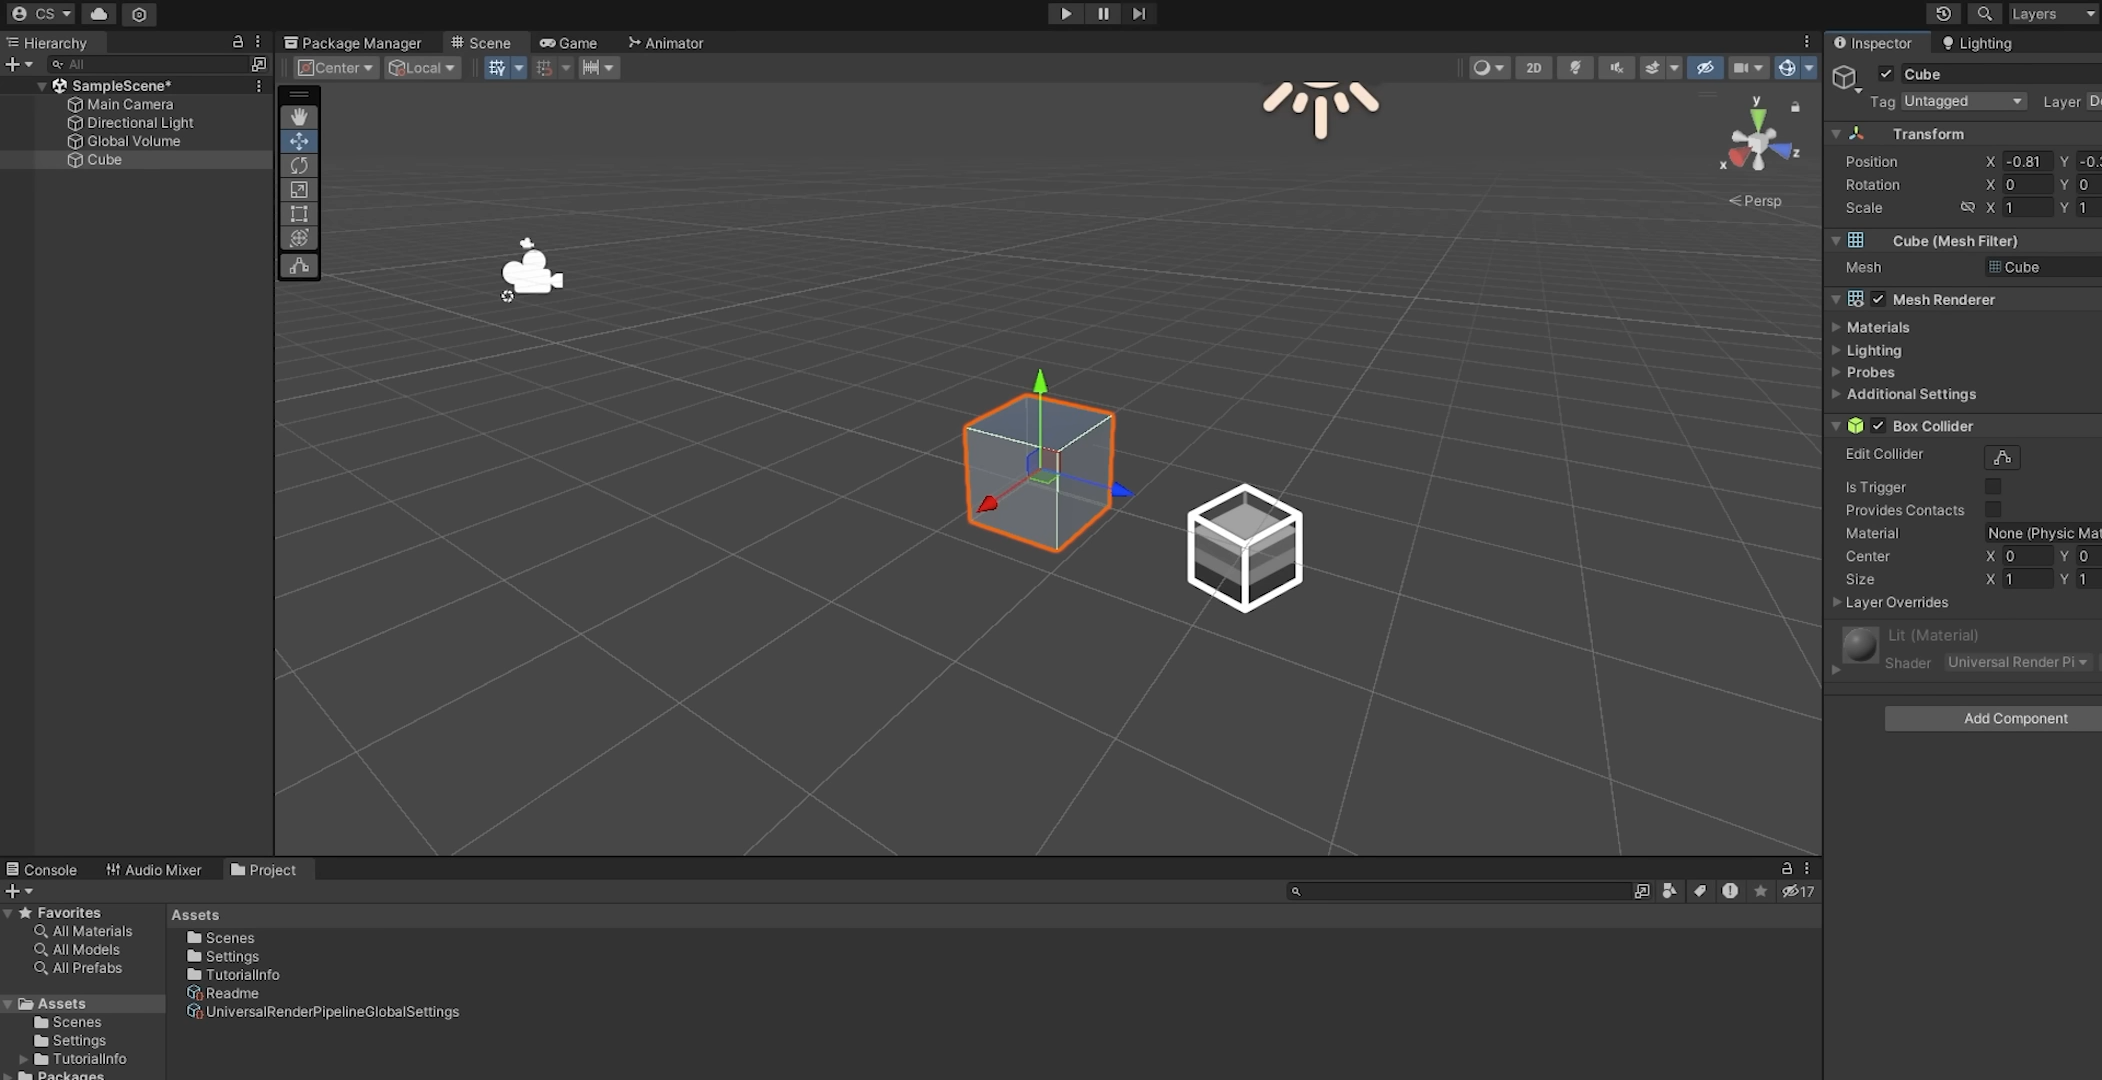 CS
Layers
Hierarchy
All
SampleScene*
Main Camera
Directional Light
Global Volume
Cube
Package Manager
Scene
Game
Animator
Center
Local
2D
y
x
z
Persp
Inspector
Lighting
Cube
Tag Untagged Layer D
Transform
Position X -0.81 Y -0.
Rotation X 0 Y 0
Scale X 1 Y 1
Cube (Mesh Filter)
Mesh Cube
Mesh Renderer
Materials
Lighting
Probes
Additional Settings
Box Collider
Edit Collider
Is Trigger
Provides Contacts
Material None (Physic Mat
Center X 0 Y 0
Size X 1 Y 1
Layer Overrides
Lit (Material)
Shader Universal Render Pi
Add Component
Console
Audio Mixer
Project
17
Favorites
All Materials
All Models
All Prefabs
Assets
Scenes
Settings
TutorialInfo
Packages
Assets
Scenes
Settings
TutorialInfo
Readme
UniversalRenderPipelineGlobalSettings